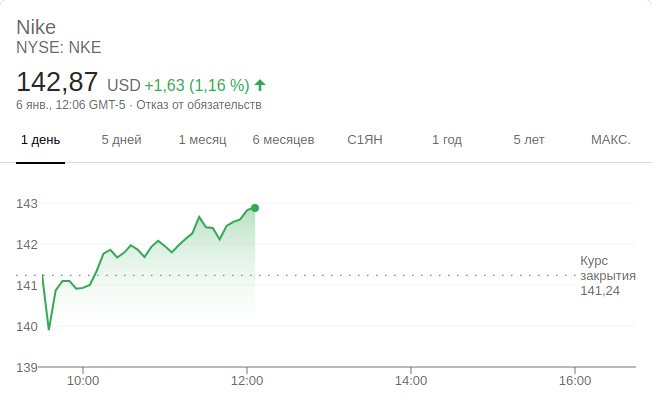 Nike
NYSE: NKE
142,87 USD +1,63 (1,16 %)
6 янв., 12:06 GMT-5 · Отказ от обязательств
1 день 5 дней 1 месяц 6 месяцев С1ЯН 1 год 5 лет МАКС.
143
142
Курс
закрытия
141,24
141
140
139
10:00 12:00 14:00 16:00